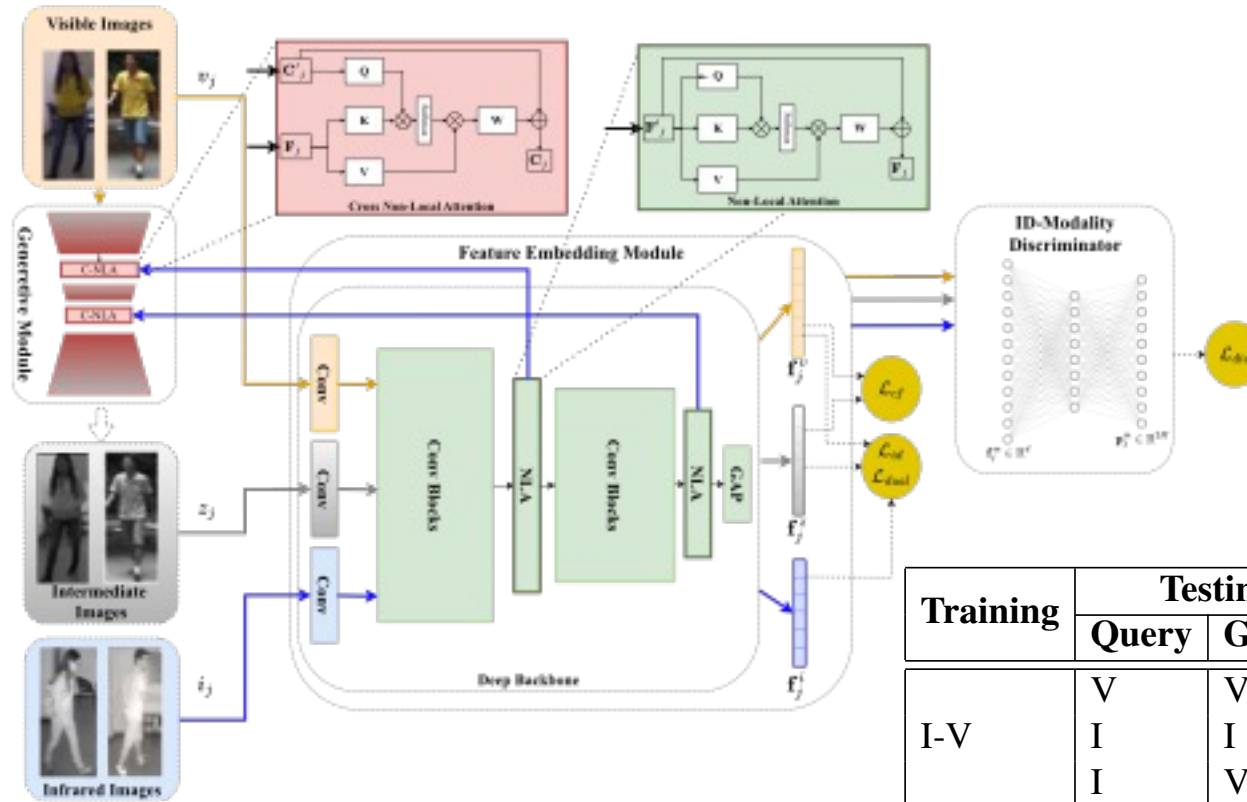 Visible Images
v_j
C'_j
Q
F_j
K
V
W
C_j
Cross Non-Local Attention
F'_j
Q
K
V
W
F_j
Non-Local Attention
Generetive Module
C-NLA
C-NLA
Feature Embedding Module
Conv
Conv
Conv
Conv Blocks
NLA
Conv Blocks
NLA
GAP
Deep Backbone
f_j^v
f_j^i
ID-Modality
Discriminator
z_j
Intermediate
Images
i_j
Infrared Images
Training
Query
I-V
V
V
I
I
I
V